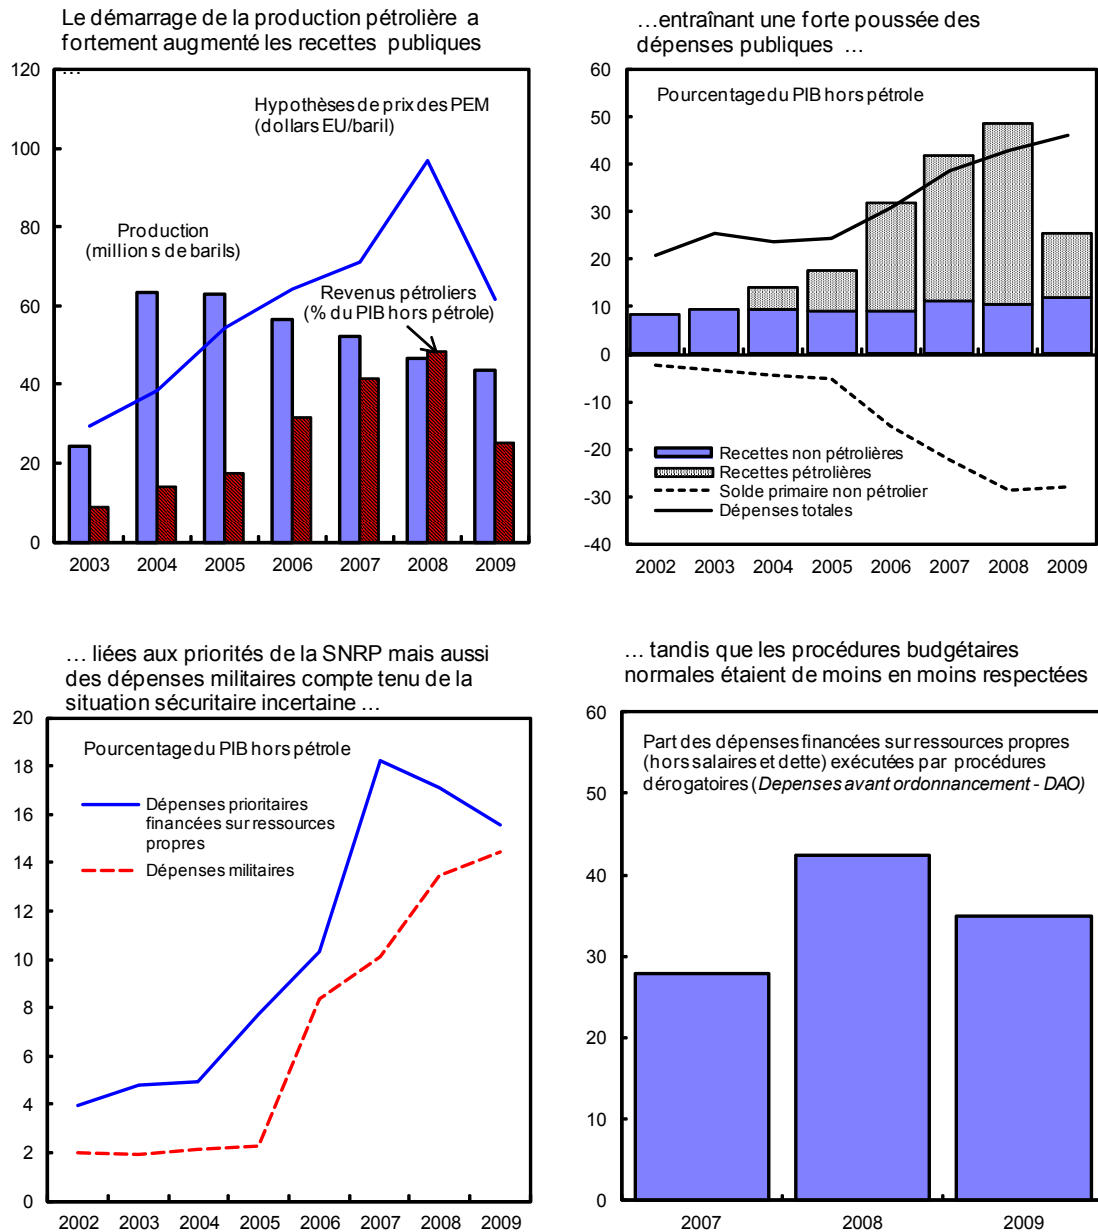 Le démarrage de la production pétrolière a
fortement augmenté les recettes publiques
…
120
100
80
60
40
20
0
Hypothèses de prix des PEM
(dollars EU/baril)
Production
(millions de barils)
Revenus pétroliers
(% du PIB hors pétrole)
2003 2004 2005 2006 2007 2008 2009
…entraînant une forte poussée des
dépenses publiques …
60
50
40
30
20
10
0
-10
-20
-30
-40
Pourcentage du PIB hors pétrole
Recettes non pétrolières
Recettes pétrolières
Solde primaire non pétrolier
Dépenses totales
2002 2003 2004 2005 2006 2007 2008 2009
… liées aux priorités de la SNRP mais aussi
des dépenses militaires compte tenu de la
situation sécuritaire incertaine …
20
18
16
14
12
10
8
6
4
2
0
Pourcentage du PIB hors pétrole
Dépenses prioritaires
financées sur ressources
propres
Dépenses militaires
2002 2003 2004 2005 2006 2007 2008 2009
… tandis que les procédures budgétaires
normales étaient de moins en moins respectées
60
50
40
30
20
10
0
Part des dépenses financées sur ressources propres
(hors salaires et dette) exécutées par procédures
dérogatoires (Depenses avant ordonnancement - DAO)
2007 2008 2009